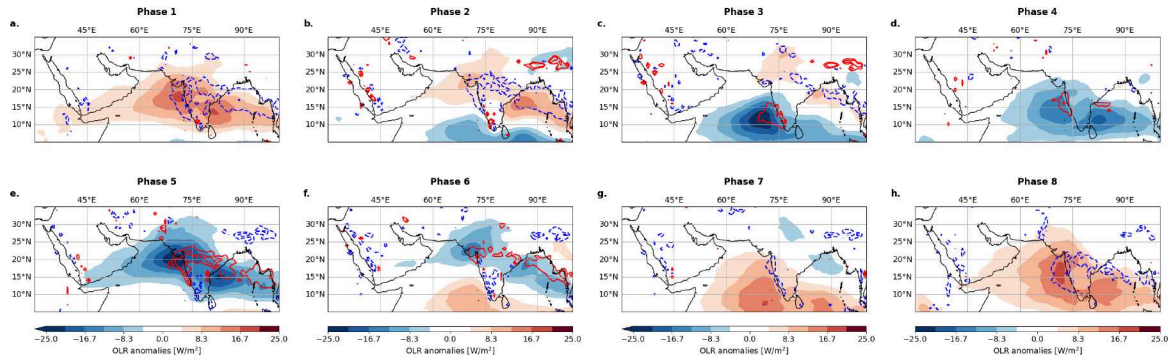 Phase 1
Phase 2
Phase 3
Phase 4
a.
45°E 60°E 75°E 90°E
b.
45°E 60°E 75°E 90°E
c.
45°E 60°E 75°E 90°E
d.
45°E 60°E 75°E 90°E
30°N
25°N
20°N
15°N
10°N
30°N
25°N
20°N
15°N
10°N
30°N
25°N
20°N
15°N
10°N
30°N
25°N
20°N
15°N
10°N
Phase 5
Phase 6
Phase 7
Phase 8
e.
45°E 60°E 75°E 90°E
f.
45°E 60°E 75°E 90°E
g.
45°E 60°E 75°E 90°E
h.
45°E 60°E 75°E 90°E
30°N
25°N
20°N
15°N
10°N
30°N
25°N
20°N
15°N
10°N
30°N
25°N
20°N
15°N
10°N
30°N
25°N
20°N
15°N
10°N
−25.0 −16.7 −8.3 0.0 8.3 16.7 25.0
OLR anomalies [W/m²]
−25.0 −16.7 −8.3 0.0 8.3 16.7 25.0
OLR anomalies [W/m²]
−25.0 −16.7 −8.3 0.0 8.3 16.7 25.0
OLR anomalies [W/m²]
−25.0 −16.7 −8.3 0.0 8.3 16.7 25.0
OLR anomalies [W/m²]